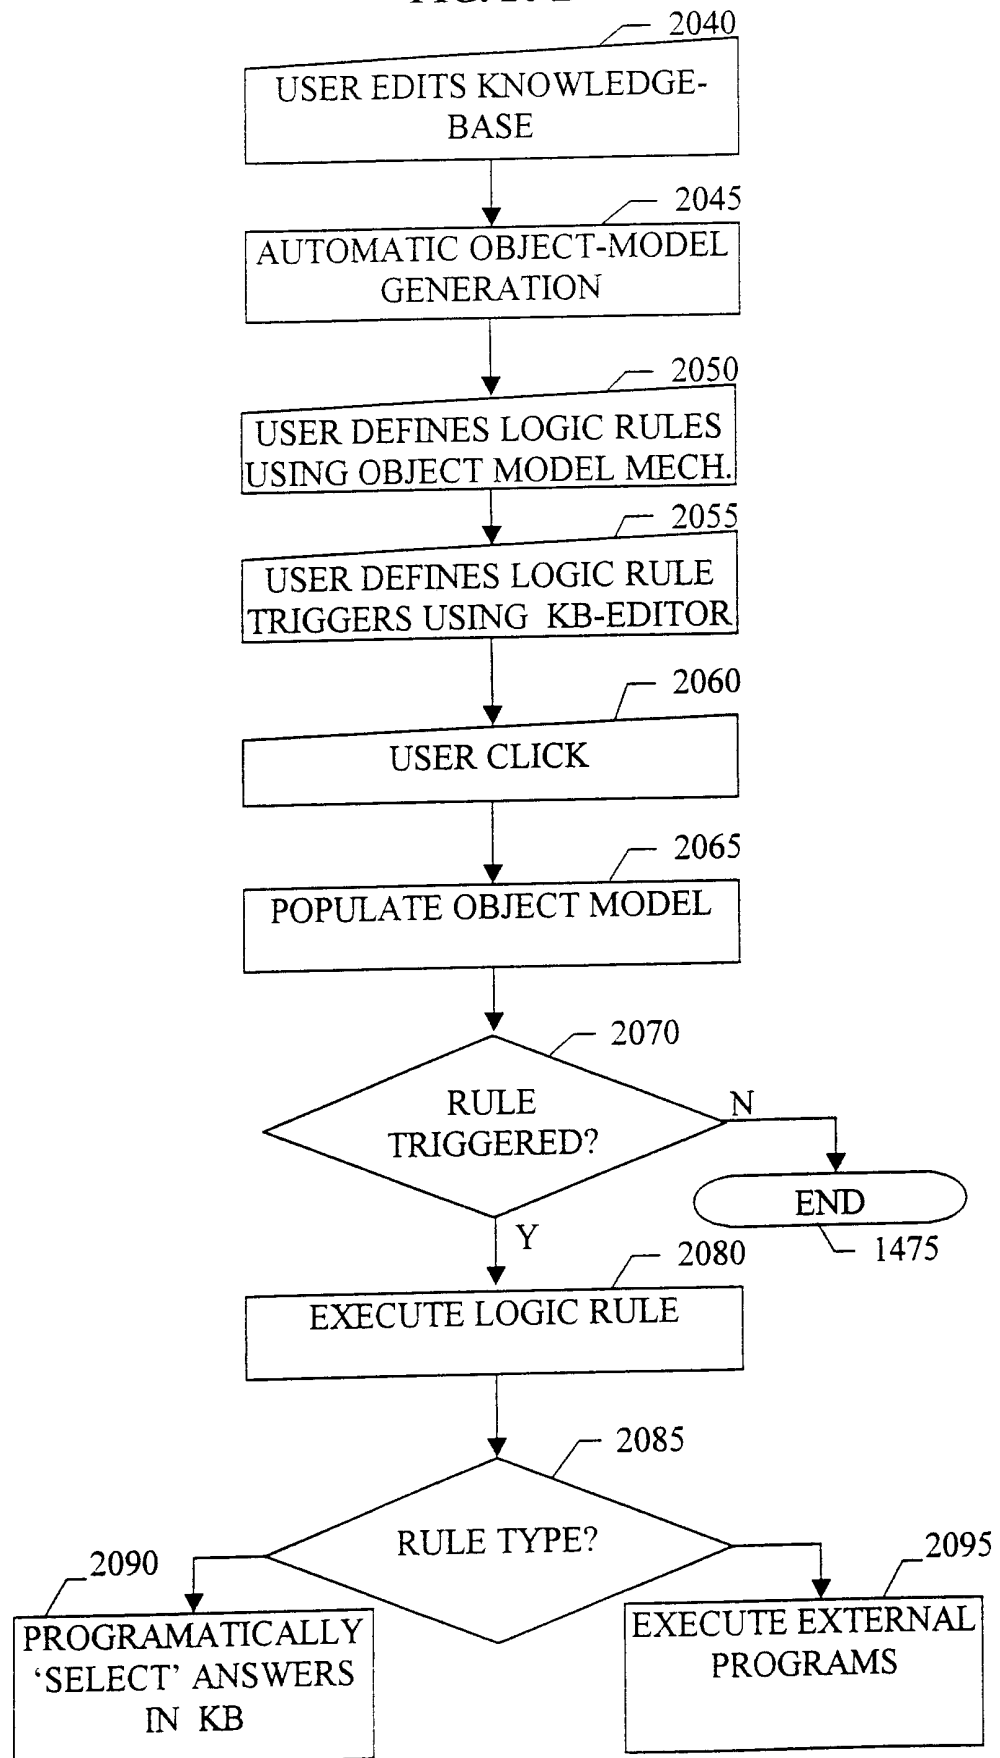 2040
USER EDITS KNOWLEDGE-
BASE
2045
AUTOMATIC OBJECT-MODEL
GENERATION
2050
USER DEFINES LOGIC RULES
USING OBJECT MODEL MECH.
2055
USER DEFINES LOGIC RULE
TRIGGERS USING KB-EDITOR
2060
USER CLICK
2065
POPULATE OBJECT MODEL
2070
RULE
TRIGGERED?
N
END
1475
Y
2080
EXECUTE LOGIC RULE
2085
RULE TYPE?
2090
PROGRAMATICALLY
‘SELECT’ ANSWERS
IN KB
2095
EXECUTE EXTERNAL
PROGRAMS